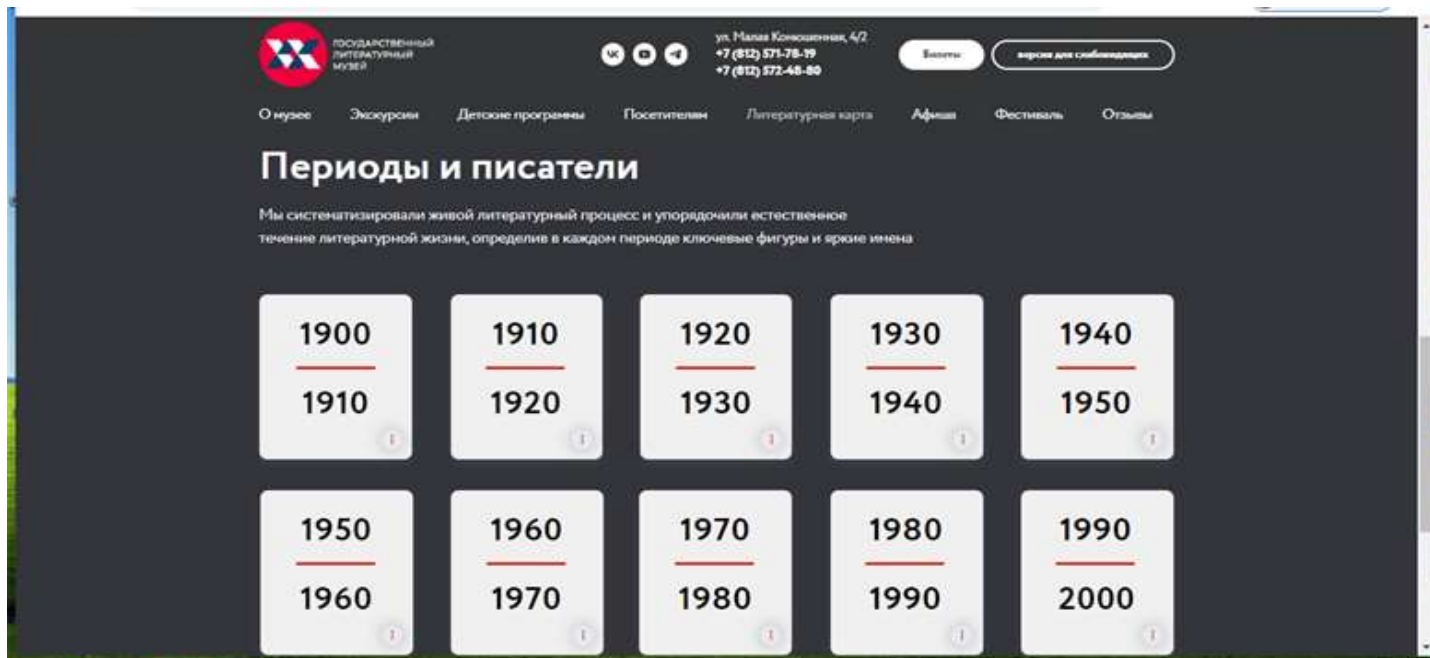 ГОСУДАРСТВЕННЫЙ
ЛИТЕРАТУРНЫЙ
МУЗЕЙ
ул. Малая Конюшенная, 4/2
+7 (812) 571-78-19
+7 (812) 572-48-80
Билеты
версия для слабовидящих
О музее Экскурсии Детские программы Посетителям Литературная карта Афиша Фестиваль Отзывы
Периоды и писатели
Мы систематизировали живой литературный процесс и упорядочили естественное
течение литературной жизни, определив в каждом периоде ключевые фигуры и яркие имена
1900 1910 1920 1930 1940
1910 1920 1930 1940 1950
1950 1960 1970 1980 1990
1960 1970 1980 1990 2000